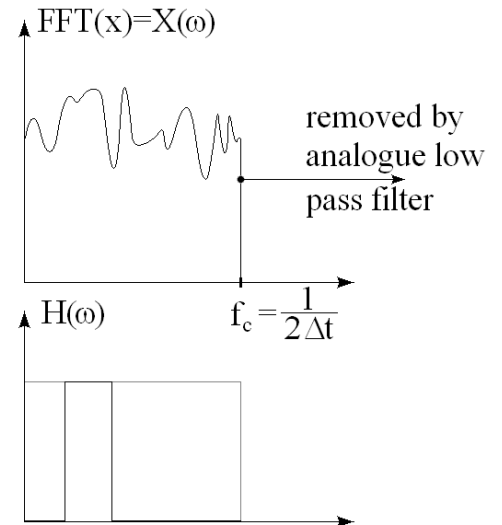 FFT(x)=X(ω)
removed by
analogue low
pass filter
H(ω)
f_c = 1/(2Δt)